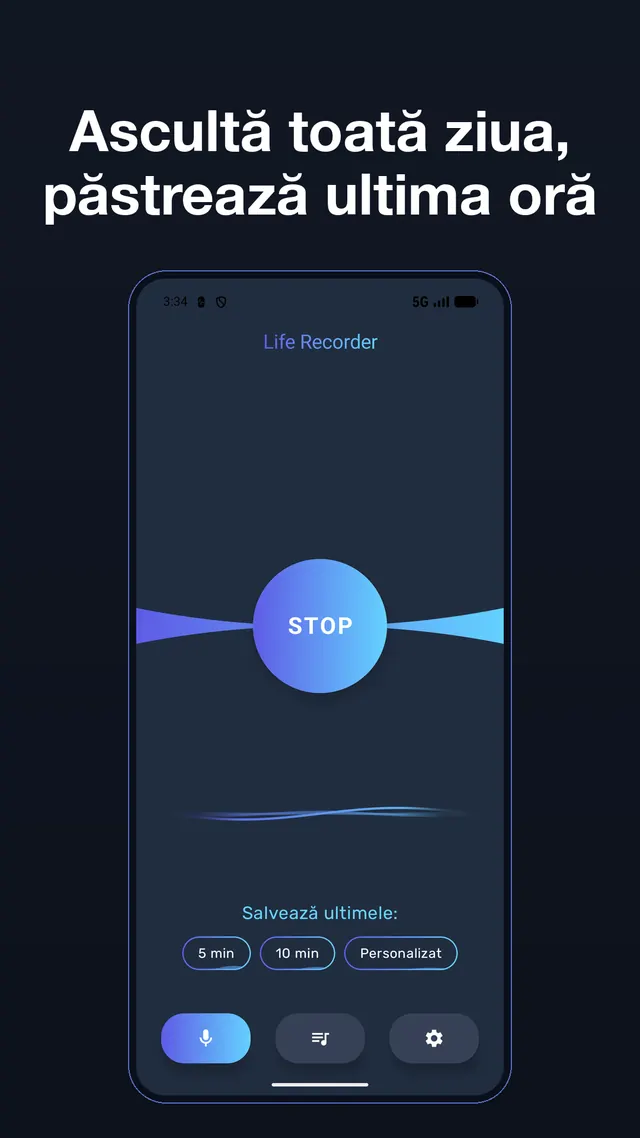 Ascultă toată ziua,
păstrează ultima oră
3:34
5G
Life Recorder
STOP
Salvează ultimele:
5 min
10 min
Personalizat